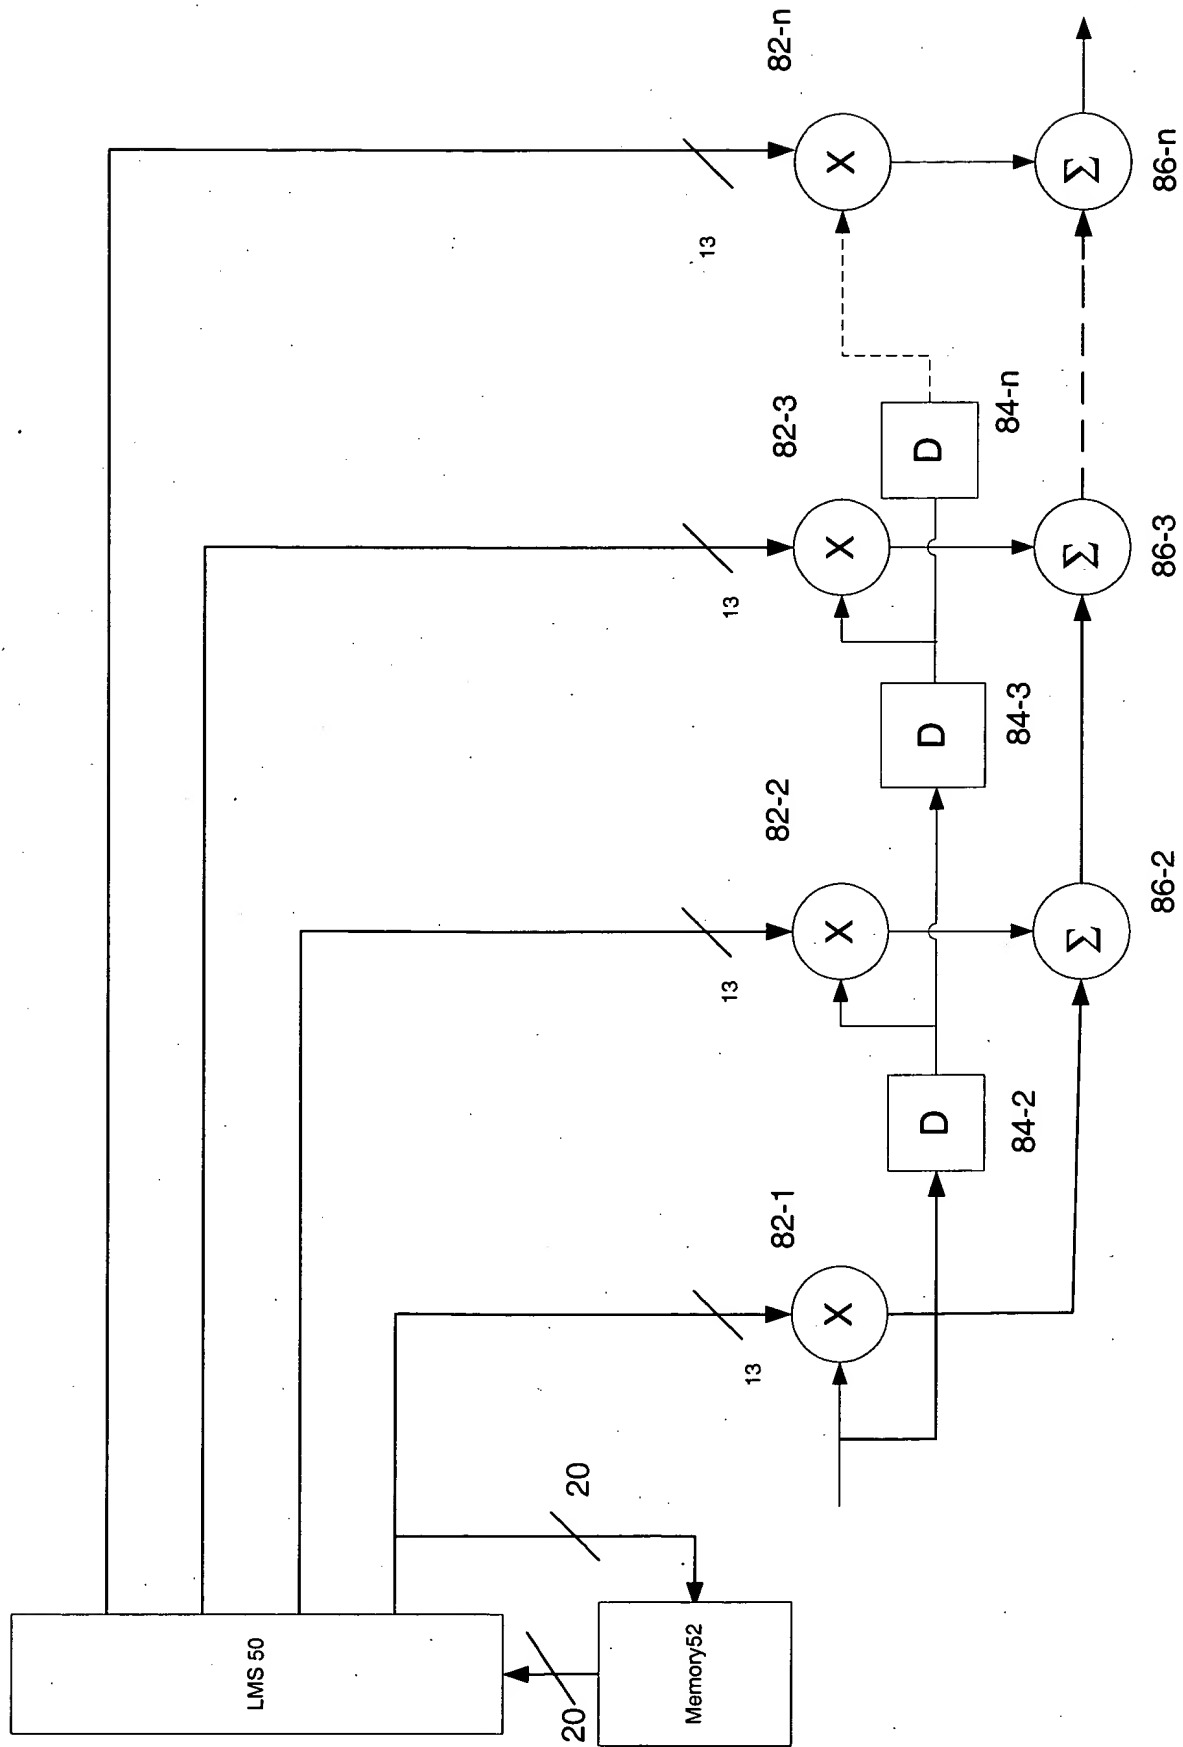 LMS 50
Memory52
20
20
13
13
13
13
82-1
82-2
82-3
82-n
X
X
X
X
D
D
D
84-2
84-3
84-n
Σ
Σ
Σ
86-2
86-3
86-n